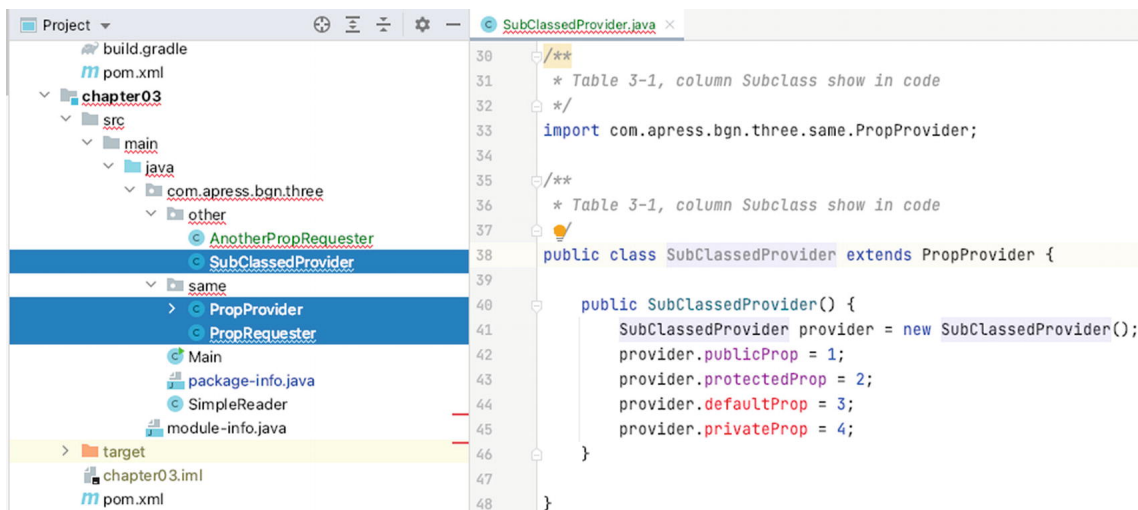 Project
build.gradle
pom.xml
chapter03
src
main
java
com.apress.bgn.three
other
AnotherPropRequester
SubClassedProvider
same
PropProvider
PropRequester
Main
package-info.java
SimpleReader
module-info.java
target
chapter03.iml
pom.xml
SubClassedProvider.java
30 /**
31 * Table 3-1, column Subclass show in code
32 */
33 import com.apress.bgn.three.same.PropProvider;
34
35 /**
36 * Table 3-1, column Subclass show in code
37 */
38 public class SubClassedProvider extends PropProvider {
39
40 public SubClassedProvider() {
41 SubClassedProvider provider = new SubClassedProvider();
42 provider.publicProp = 1;
43 provider.protectedProp = 2;
44 provider.defaultProp = 3;
45 provider.privateProp = 4;
46 }
47
48 }